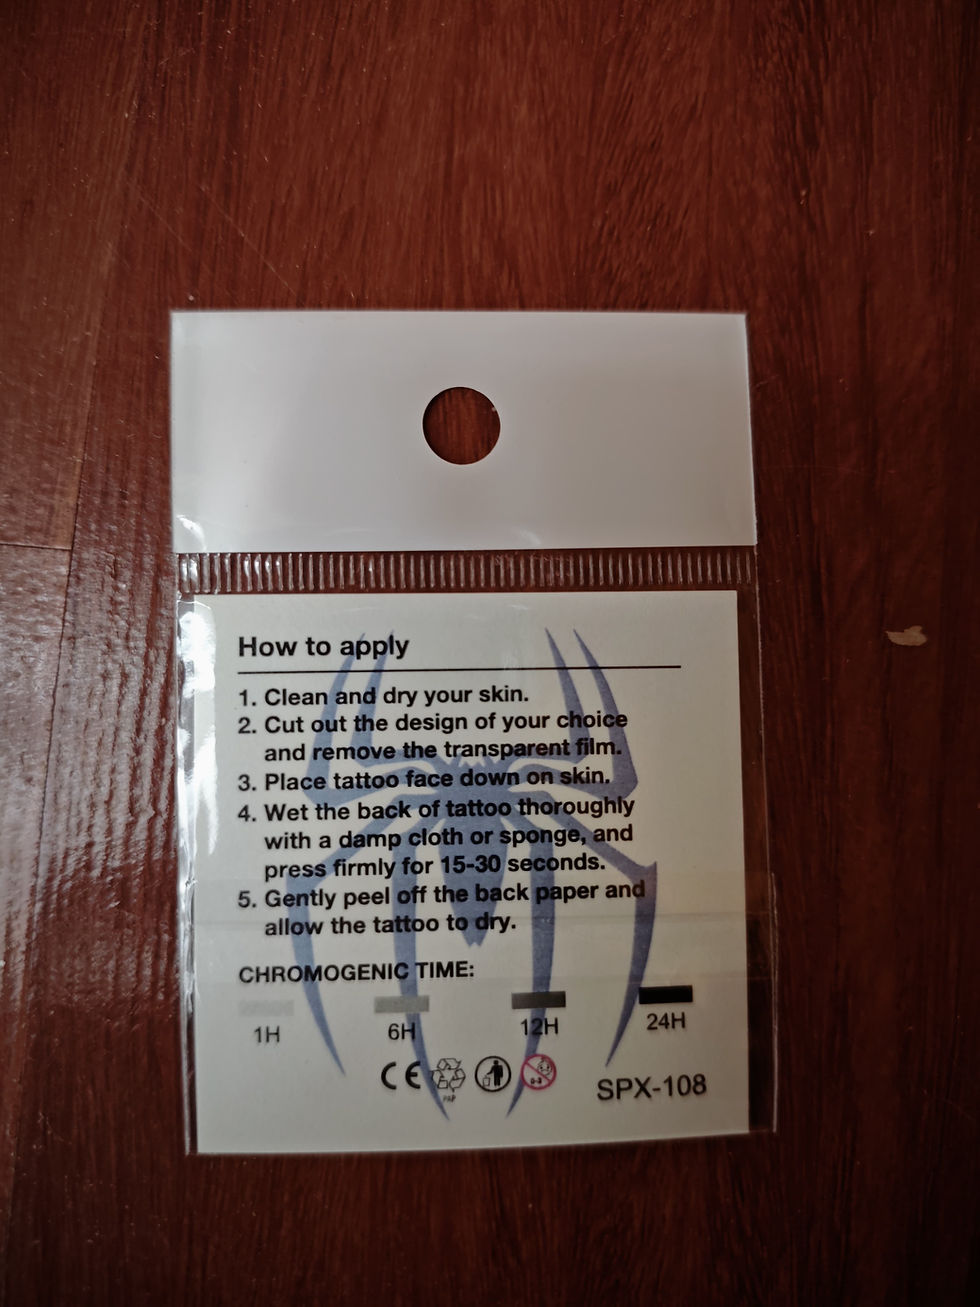 How to apply
1. Clean and dry your skin.
2. Cut out the design of your choice
and remove the transparent film.
3. Place tattoo face down on skin.
4. Wet the back of tattoo thoroughly
with a damp cloth or sponge, and
press firmly for 15-30 seconds.
5. Gently peel off the back paper and
allow the tattoo to dry.
CHROMOGENIC TIME:
1H 6H 12H 24H
CE PAP 0-3 SPX-108